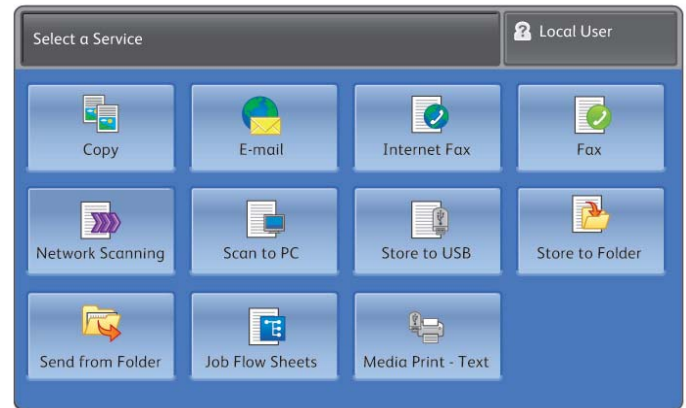 Select a Service
Local User
Copy
E-mail
Internet Fax
Fax
Network Scanning
Scan to PC
Store to USB
Store to Folder
Send from Folder
Job Flow Sheets
Media Print - Text